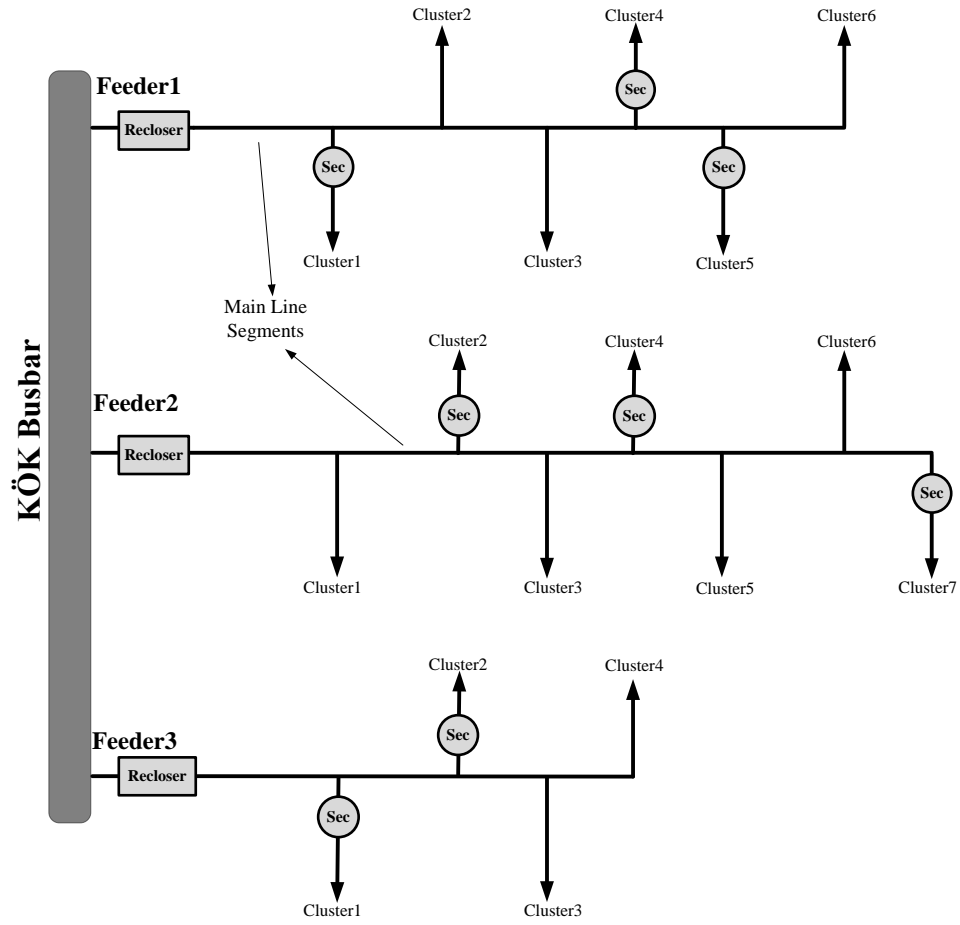 Cluster2
Cluster4
Cluster6
Feeder1
Recloser
Sec
Sec
Sec
Cluster1
Cluster3
Cluster5
Main Line
Segments
KÖK Busbar
Cluster2
Cluster4
Cluster6
Feeder2
Sec
Sec
Recloser
Sec
Cluster1
Cluster3
Cluster5
Cluster7
Cluster2
Cluster4
Feeder3
Sec
Recloser
Sec
Cluster1
Cluster3